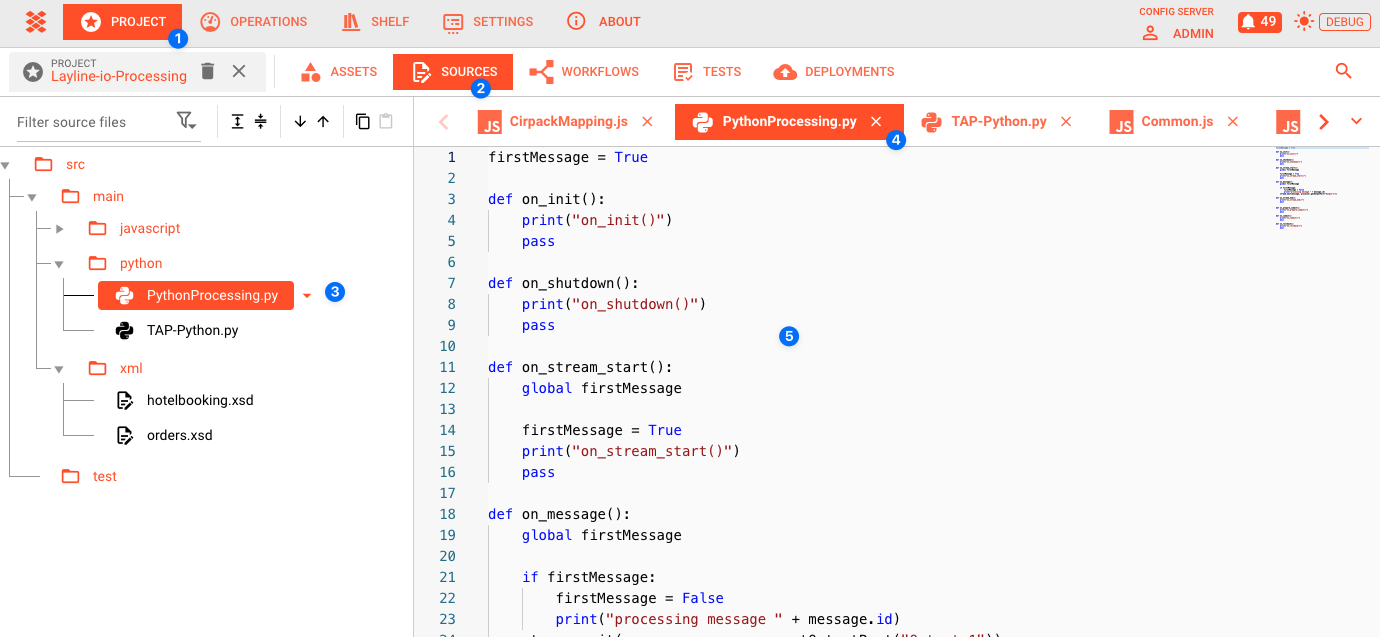 PROJECT OPERATIONS SHELF SETTINGS ABOUT CONFIG SERVER ADMIN 49 DEBUG
1
PROJECT
Layline-io-Processing
ASSETS SOURCES WORKFLOWS TESTS DEPLOYMENTS
2
Filter source files
JS CirpackMapping.js PythonProcessing.py TAP-Python.py JS Common.js JS
4
src
main
javascript
python
PythonProcessing.py 3
TAP-Python.py
xml
hotelbooking.xsd
orders.xsd
test
1 firstMessage = True
2
3 def on_init():
4     print("on_init()")
5     pass
6
7 def on_shutdown():
8     print("on_shutdown()")
9     pass
5
10
11 def on_stream_start():
12     global firstMessage
13
14     firstMessage = True
15     print("on_stream_start()")
16     pass
17
18 def on_message():
19     global firstMessage
20
21     if firstMessage:
22         firstMessage = False
23         print("processing message " + message.id)